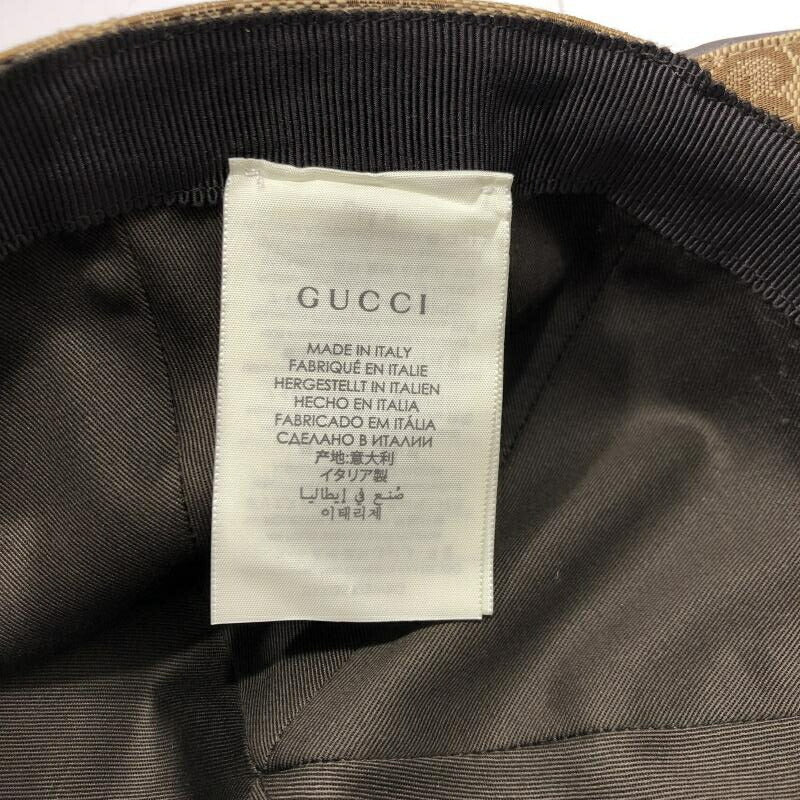 GUCCI
MADE IN ITALY
FABRIQUÉ EN ITALIE
HERGESTELLT IN ITALIEN
HECHO EN ITALIA
FABRICADO EM ITÁLIA
СДЕЛАНО В ИТАЛИИ
产地:意大利
イタリア製
صُنع في إيطاليا
이태리제